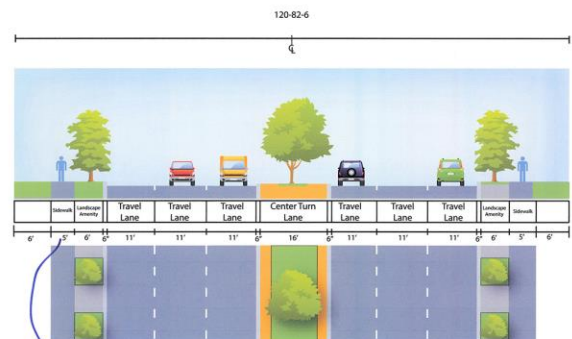 120-82-6
℄
Sidewalk Landscape Amenity Travel Lane Travel Lane Travel Lane Center Turn Lane Travel Lane Travel Lane Travel Lane Landscape Amenity Sidewalk
6' 5' 6' 6" 11' 11' 11' 6" 16' 6" 11' 11' 11' 6" 6' 5' 6'